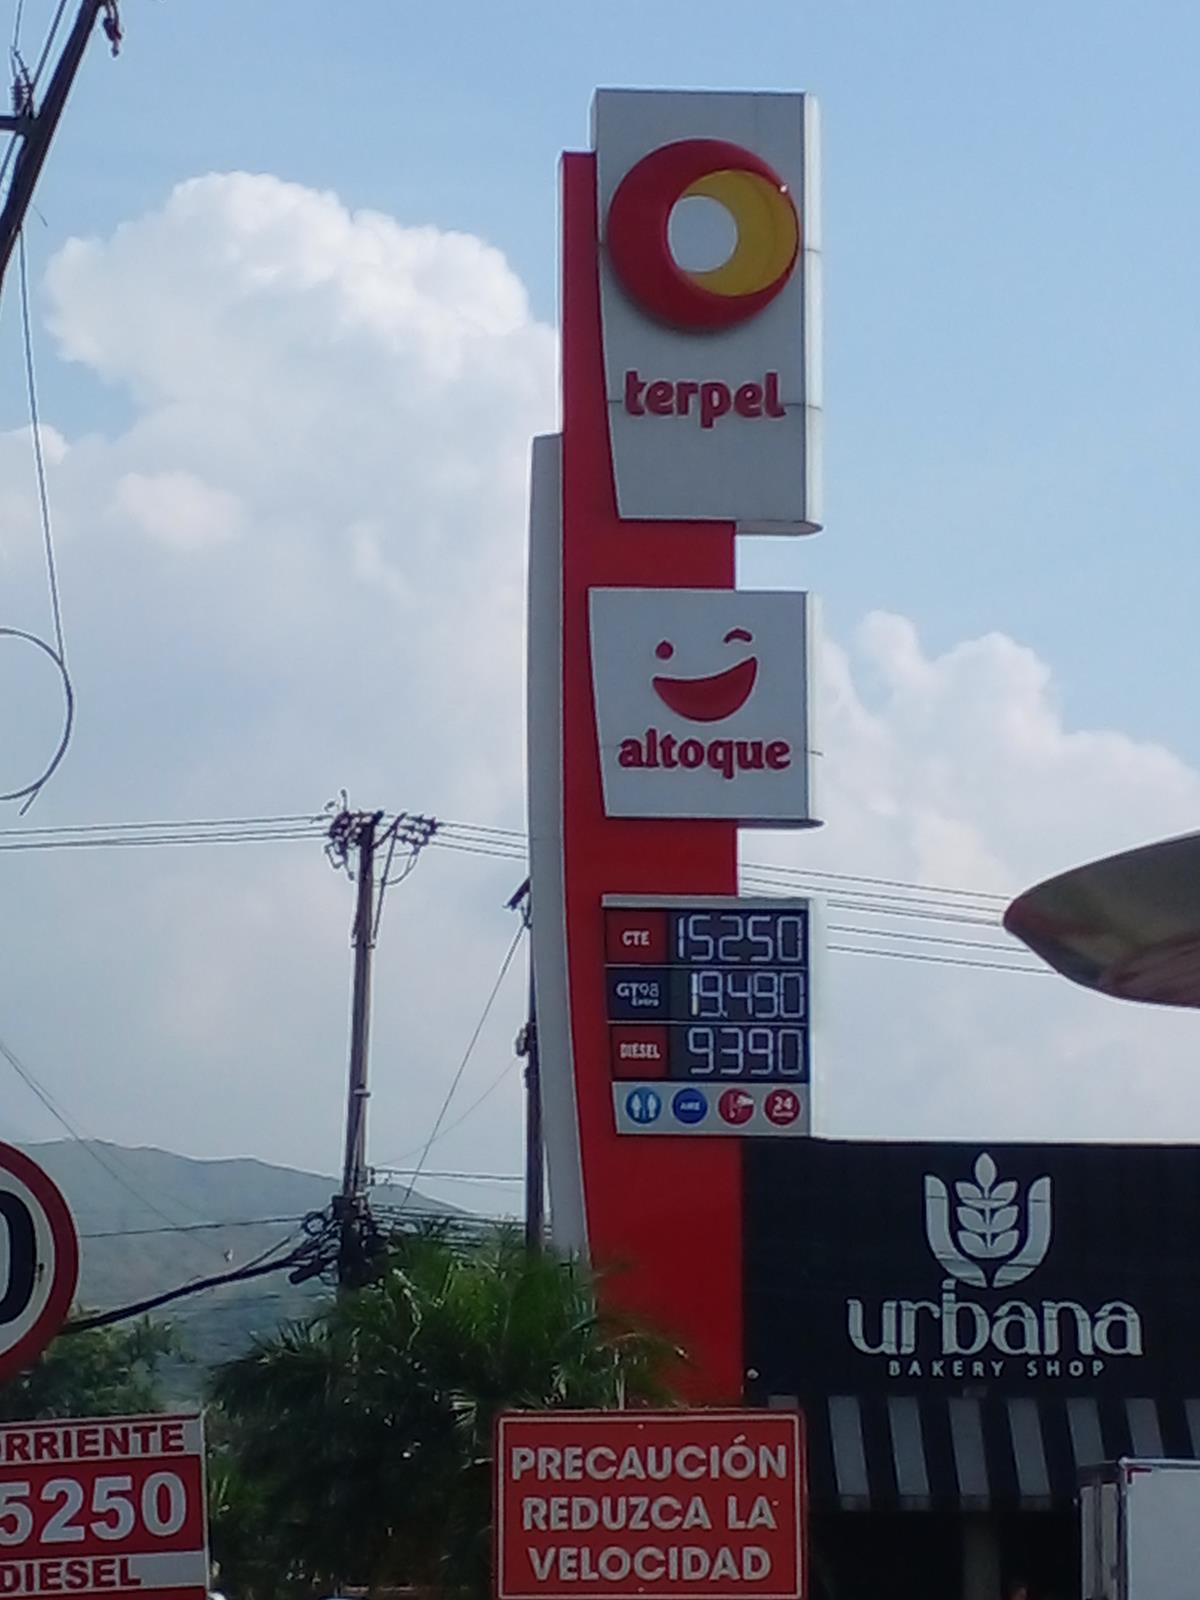 terpel
altoque
CTE 15250
GT98 Extra 19.490
DIESEL 9390
AIRE
24
urbana
BAKERY SHOP
ORRIENTE
5250
DIESEL
PRECAUCIÓN
REDUZCA LA
VELOCIDAD